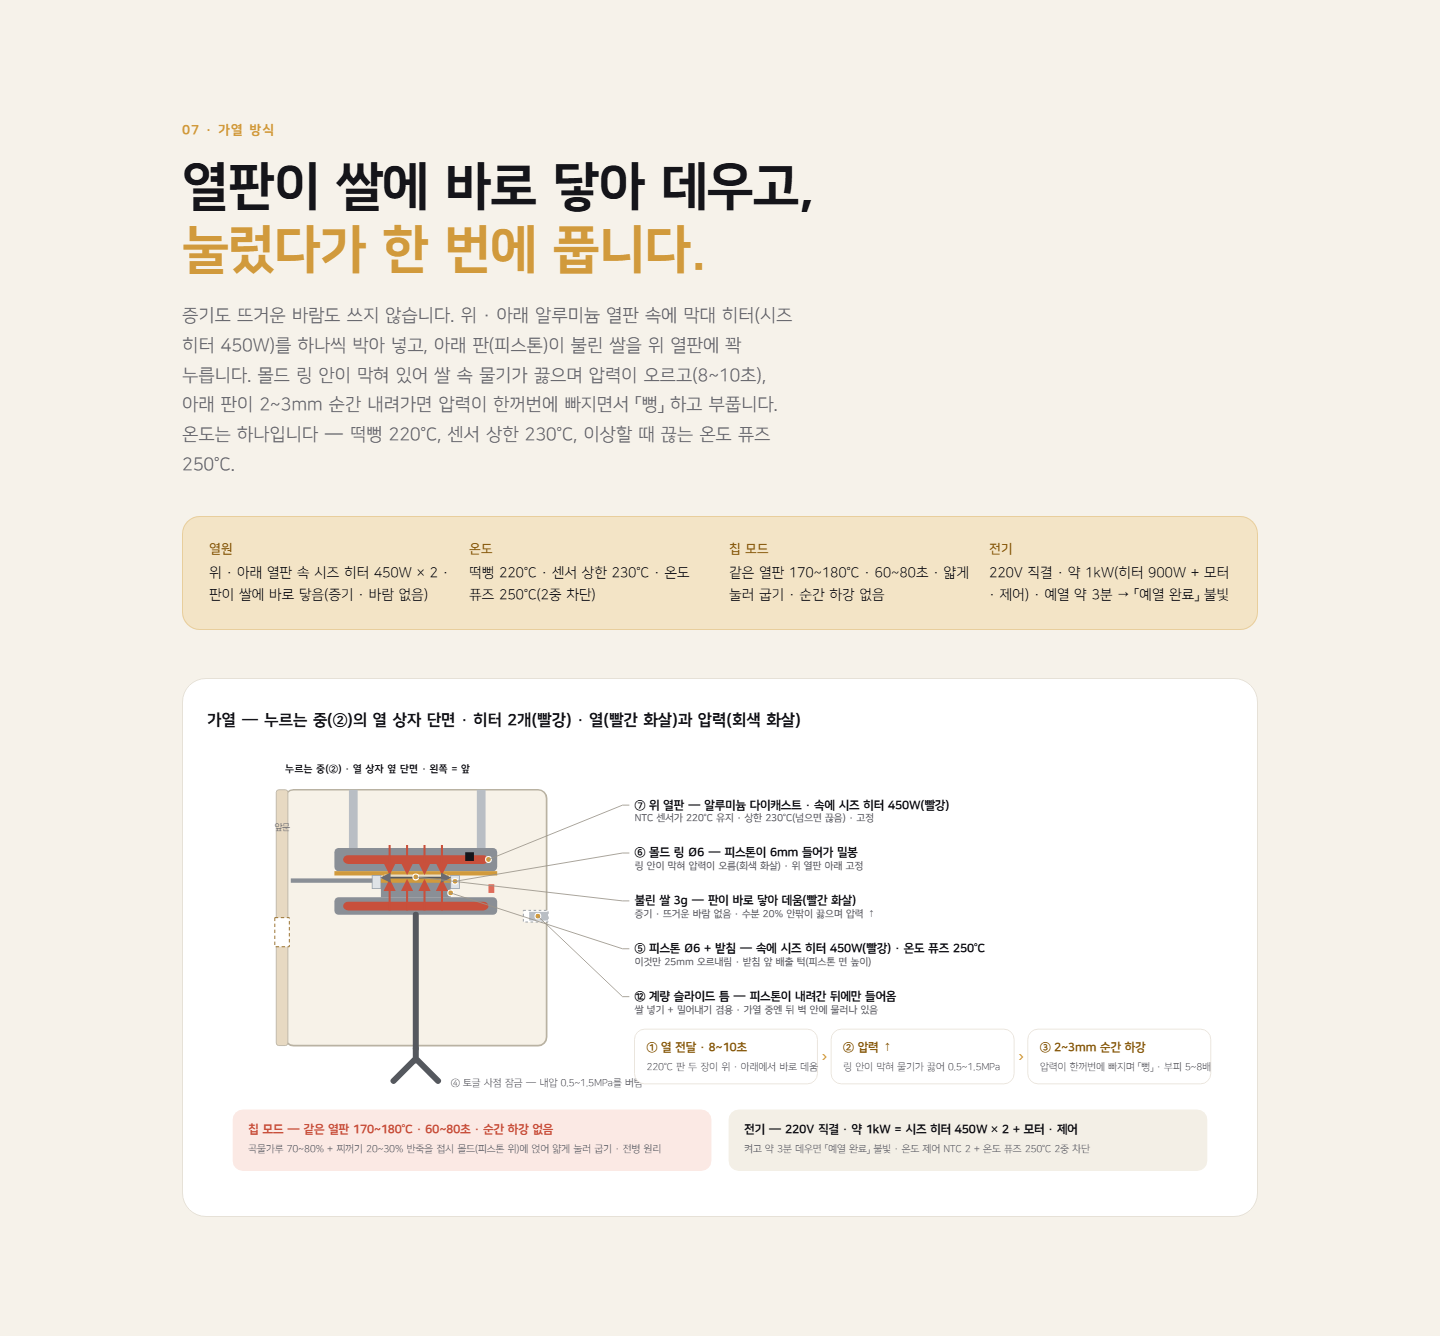 07 · 가열 방식
열판이 쌀에 바로 닿아 데우고,
눌렀다가 한 번에 풉니다.
증기도 뜨거운 바람도 쓰지 않습니다. 위 · 아래 알루미늄 열판 속에 막대 히터(시즈
히터 450W)를 하나씩 박아 넣고, 아래 판(피스톤)이 불린 쌀을 위 열판에 꽉
누릅니다. 몰드 링 안이 막혀 있어 쌀 속 물기가 끓으며 압력이 오르고(8~10초),
아래 판이 2~3mm 순간 내려가면 압력이 한꺼번에 빠지면서 「뻥」 하고 부풉니다.
온도는 하나입니다 — 떡뻥 220℃, 센서 상한 230℃, 이상할 때 끊는 온도 퓨즈
250℃.
열원
위 · 아래 열판 속 시즈 히터 450W × 2 ·
판이 쌀에 바로 닿음(증기 · 바람 없음)
온도
떡뻥 220℃ · 센서 상한 230℃ · 온도
퓨즈 250℃(2중 차단)
칩 모드
같은 열판 170~180℃ · 60~80초 · 얇게
눌러 굽기 · 순간 하강 없음
전기
220V 직결 · 약 1kW(히터 900W + 모터
· 제어) · 예열 약 3분 → 「예열 완료」 불빛
가열 — 누르는 중(②)의 열 상자 단면 · 히터 2개(빨강) · 열(빨간 화살)과 압력(회색 화살)
누르는 중(②) · 열 상자 옆 단면 · 왼쪽 = 앞
앞문
⑦ 위 열판 — 알루미늄 다이캐스트 · 속에 시즈 히터 450W(빨강)
NTC 센서가 220℃ 유지 · 상한 230℃(넘으면 끊음) · 고정
⑥ 몰드 링 Ø6 — 피스톤이 6mm 들어가 밀봉
링 안이 막혀 압력이 오름(회색 화살) · 위 열판 아래 고정
불린 쌀 3g — 판이 바로 닿아 데움(빨간 화살)
증기 · 뜨거운 바람 없음 · 수분 20% 안팎이 끓으며 압력 ↑
⑤ 피스톤 Ø6 + 받침 — 속에 시즈 히터 450W(빨강) · 온도 퓨즈 250℃
이것만 25mm 오르내림 · 받침 앞 배출 턱(피스톤 면 높이)
⑫ 계량 슬라이드 틈 — 피스톤이 내려간 뒤에만 들어옴
쌀 넣기 + 밀어내기 겸용 · 가열 중엔 뒤 벽 안에 물러나 있음
① 열 전달 · 8~10초
220℃ 판 두 장이 위 · 아래에서 바로 데움
›
② 압력 ↑
링 안이 막혀 물기가 끓어 0.5~1.5MPa
›
③ 2~3mm 순간 하강
압력이 한꺼번에 빠지며 「뻥」 · 부피 5~8배
④ 토글 사점 잠금 — 내압 0.5~1.5MPa를 버팀
칩 모드 — 같은 열판 170~180℃ · 60~80초 · 순간 하강 없음
곡물가루 70~80% + 찌꺼기 20~30% 반죽을 접시 몰드(피스톤 위)에 얹어 얇게 눌러 굽기 · 전병 원리
전기 — 220V 직결 · 약 1kW = 시즈 히터 450W × 2 + 모터 · 제어
켜고 약 3분 데우면 「예열 완료」 불빛 · 온도 제어 NTC 2 + 온도 퓨즈 250℃ 2중 차단